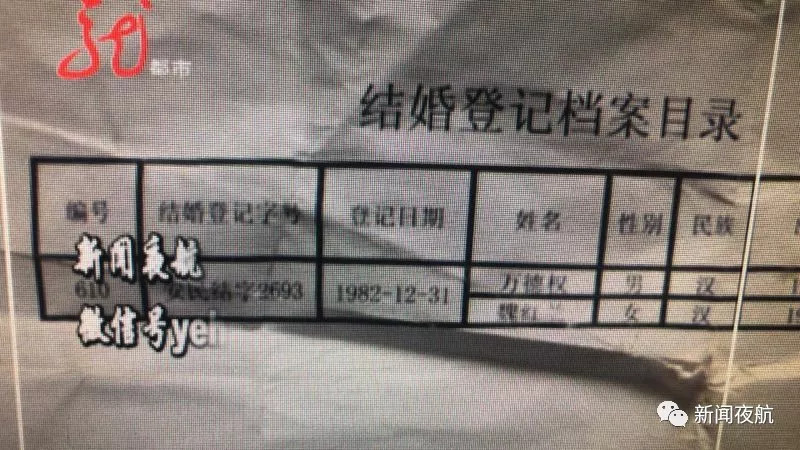 都市
结婚登记档案目录
编号 结婚登记字号 登记日期 姓名 性别 民族
610 安民结字2693 1982-12-31 万德权 男 汉
魏红 女 汉
新闻夜航
微信号yei
新闻夜航